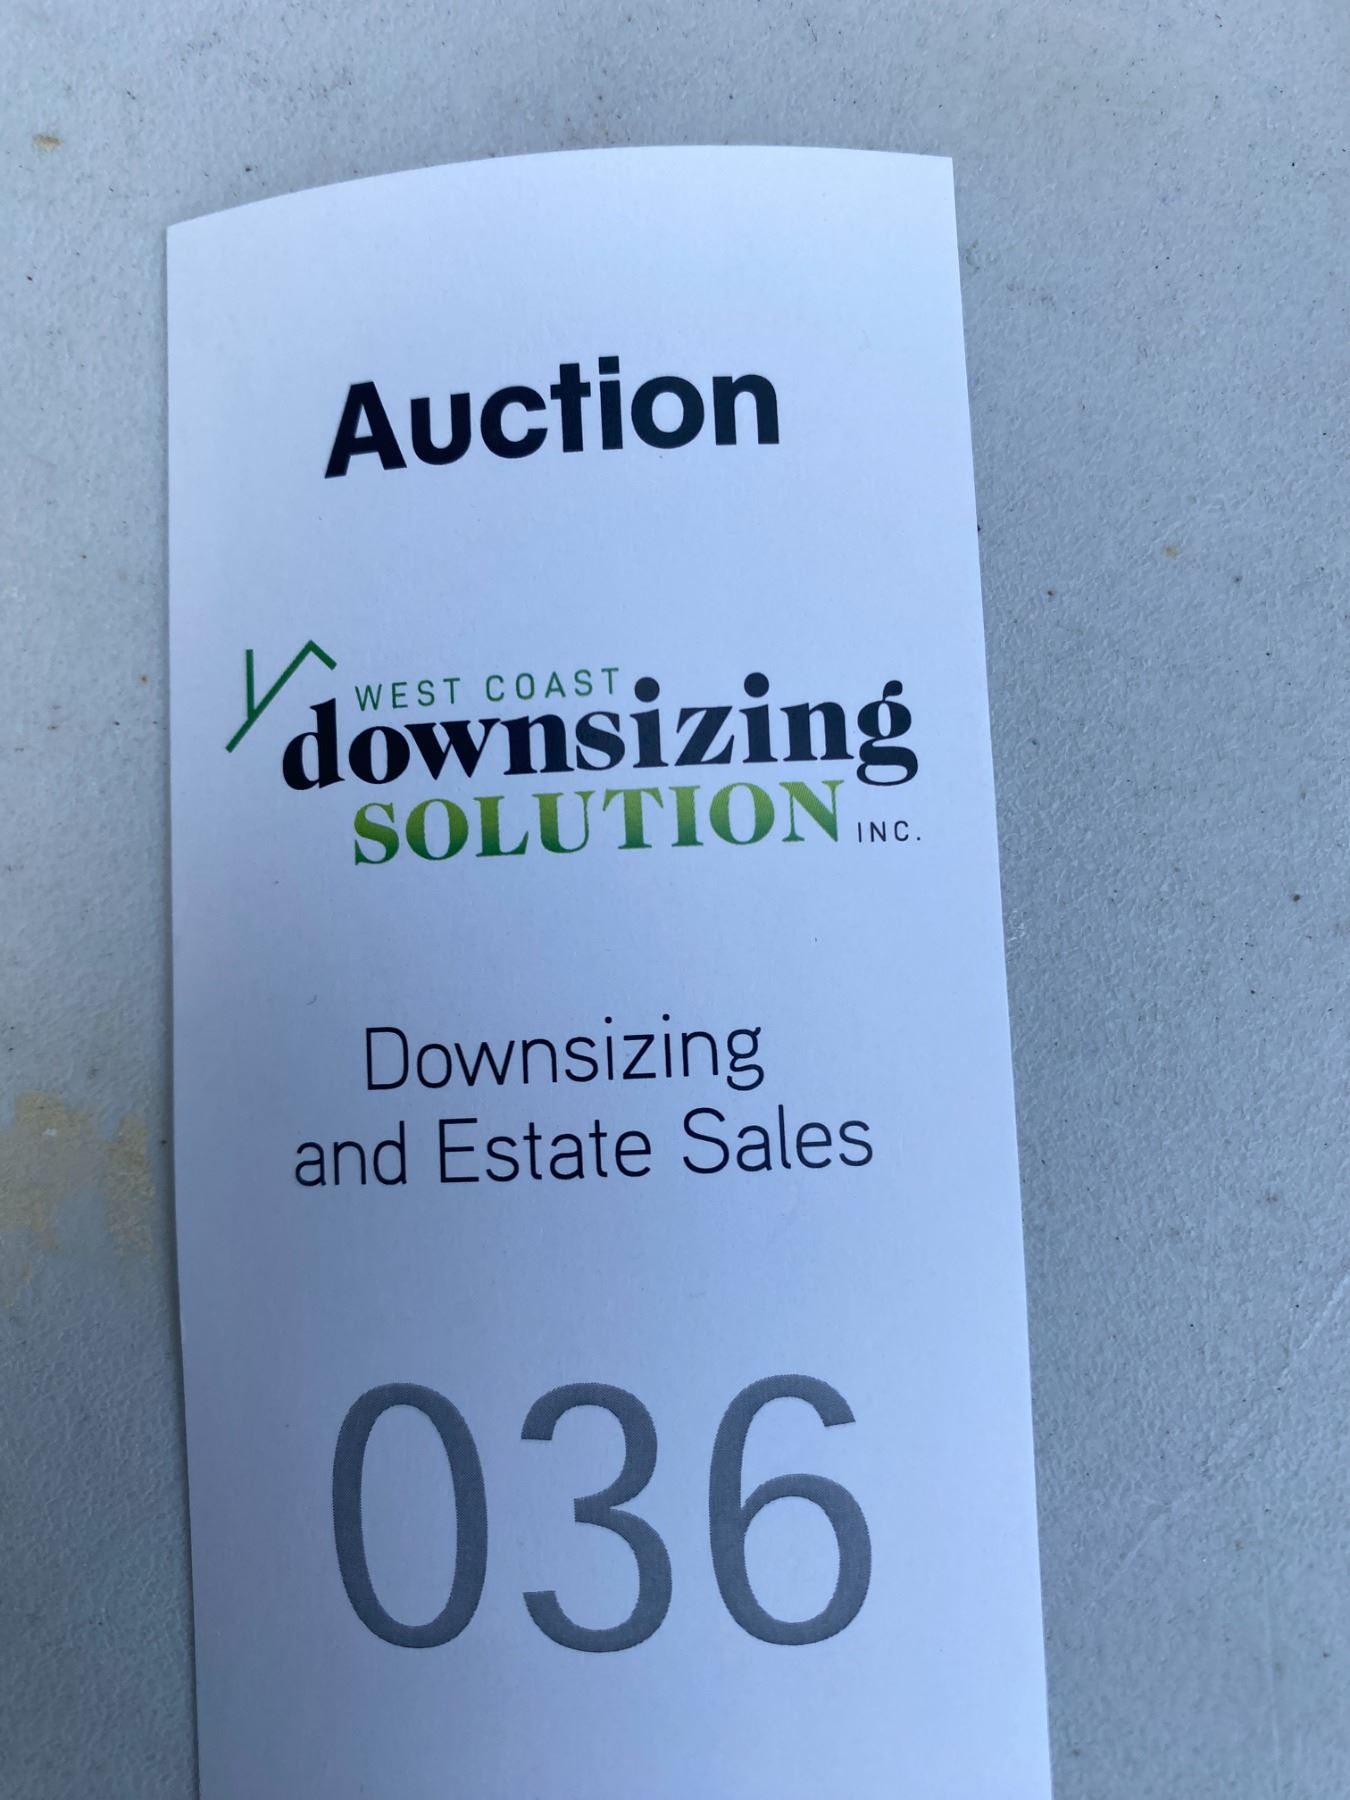 Auction
WEST COAST
downsizing
SOLUTION INC.
Downsizing
and Estate Sales
036